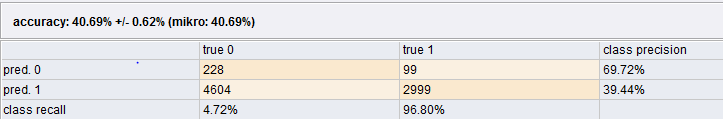 accuracy: 40.69% +/- 0.62% (mikro: 40.69%)
true 0 true 1 class precision
pred. 0 228 99 69.72%
pred. 1 4604 2999 39.44%
class recall 4.72% 96.80%